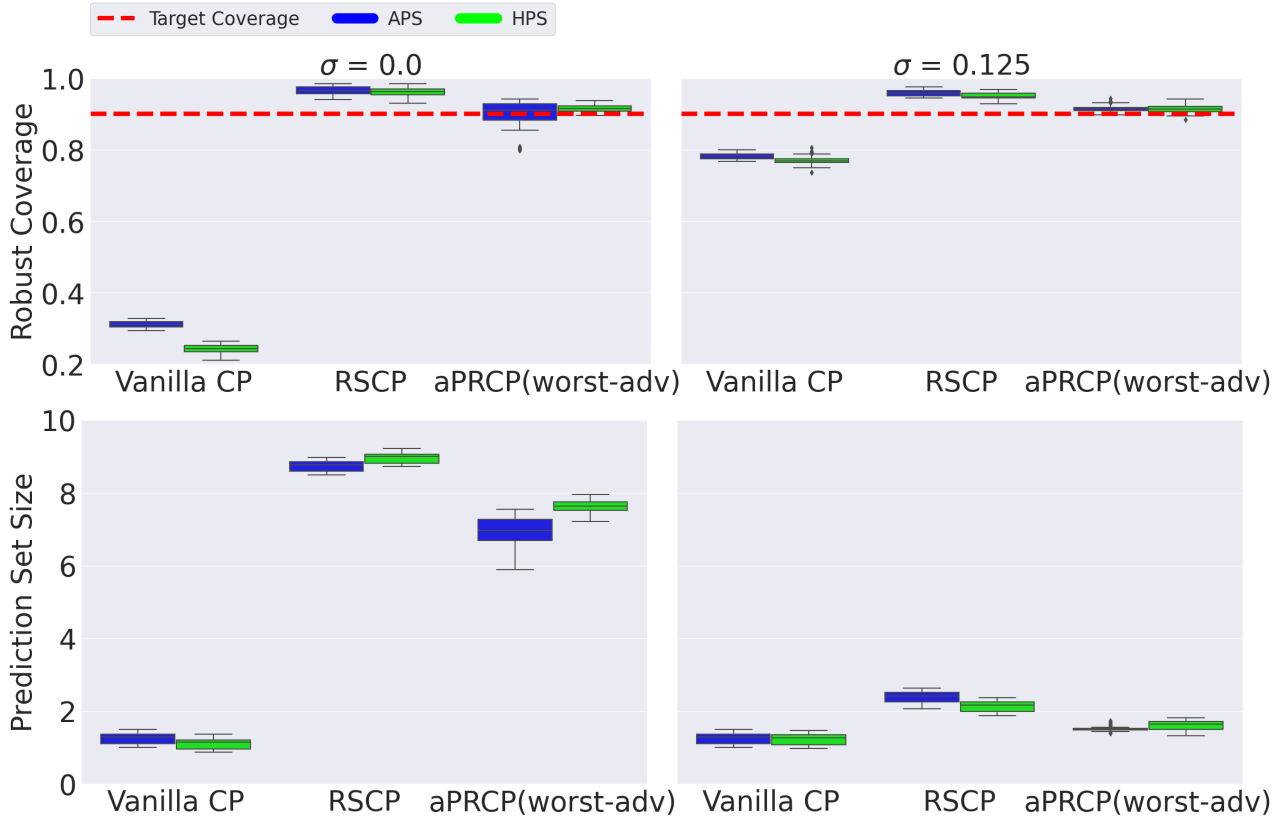 Target Coverage APS HPS
σ = 0.0 σ = 0.125
Robust Coverage
1.0
0.8
0.6
0.4
0.2
Vanilla CP RSCP aPRCP(worst-adv) Vanilla CP RSCP aPRCP(worst-adv)
Prediction Set Size
10
8
6
4
2
0
Vanilla CP RSCP aPRCP(worst-adv) Vanilla CP RSCP aPRCP(worst-adv)